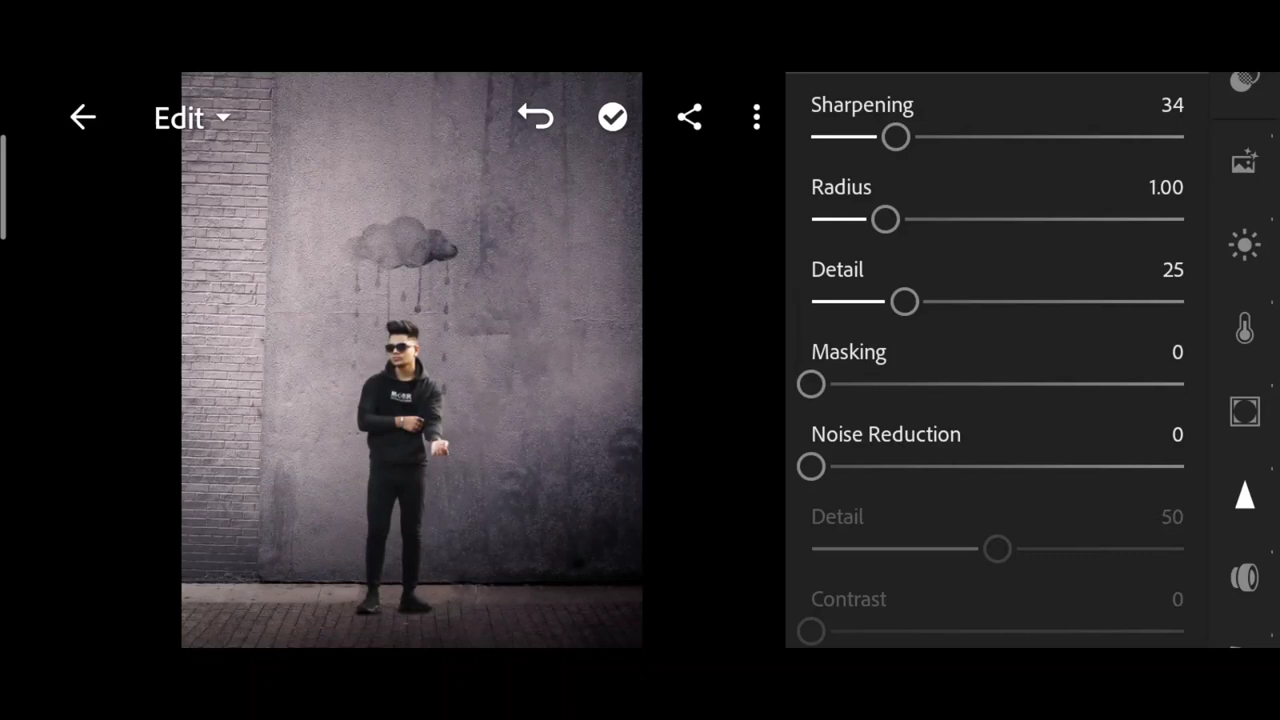 Edit
Sharpening 34
Radius 1.00
Detail 25
Masking 0
Noise Reduction 0
Detail 50
Contrast 0